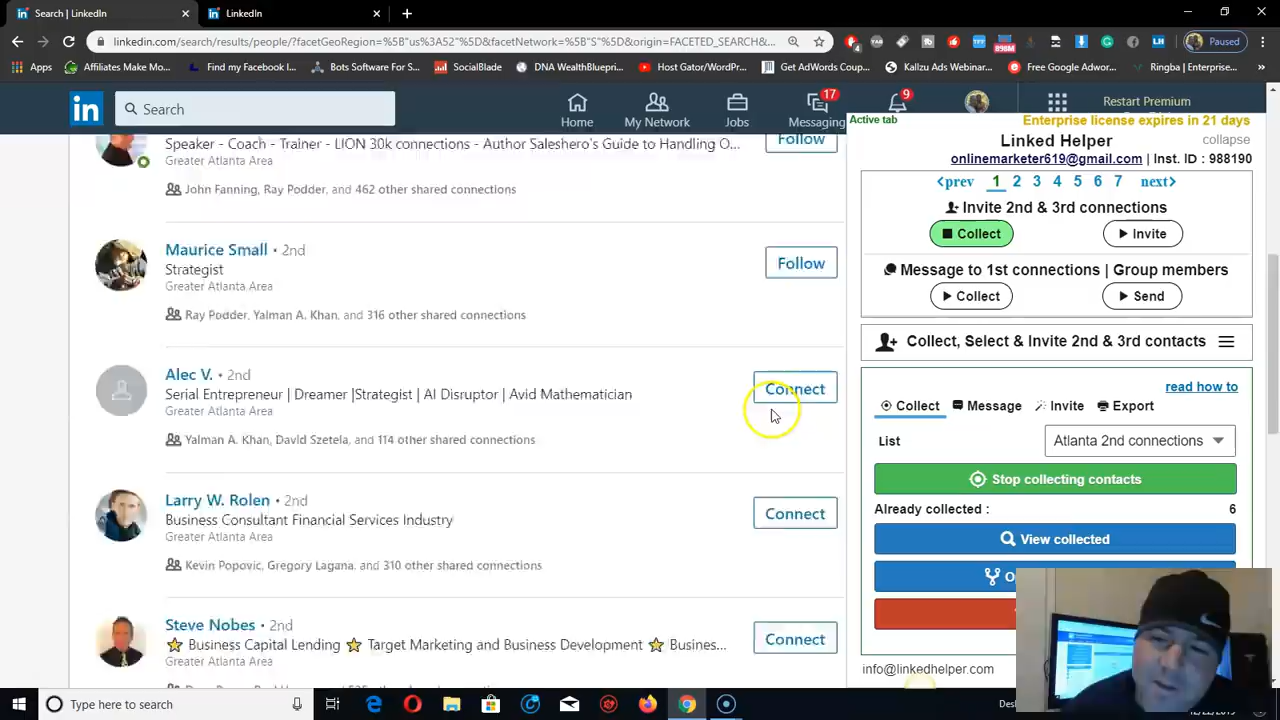 Search | LinkedIn
LinkedIn
linkedin.com/search/results/people/?facetGeoRegion=%5B"us%3A52"%5D&facetNetwork=%5B"S"%5D&origin=FACETED_SEARCH&...
4
896M
Paused
Apps
Affiliates Make Mo...
Find my Facebook I...
Bots Software For S...
SocialBlade
DNA WealthBlueprі...
Host Gator/WordPr...
Get AdWords Coup...
Kallzu Ads Webinar...
Free Google Adwor...
Ringba | Enterprise...
Search
Home
My Network
Jobs
17
Messaging
9
Restart Premium
Speaker - Coach - Trainer - LION 30k connections - Author Saleshero's Guide to Handling O...
Follow
Greater Atlanta Area
John Fanning, Ray Podder, and 462 other shared connections
Maurice Small • 2nd
Strategist
Greater Atlanta Area
Follow
Ray Podder, Yalman A. Khan, and 316 other shared connections
Alec V. • 2nd
Serial Entrepreneur | Dreamer |Strategist | AI Disruptor | Avid Mathematician
Greater Atlanta Area
Connect
Yalman A. Khan, David Szetela, and 114 other shared connections
Larry W. Rolen • 2nd
Business Consultant Financial Services Industry
Greater Atlanta Area
Connect
Kevin Popovic, Gregory Lagana, and 310 other shared connections
Steve Nobes • 2nd
⭐ Business Capital Lending ⭐ Target Marketing and Business Development ⭐ Busines...
Greater Atlanta Area
Connect
Active tab
Enterprise license expires in 21 days
Linked Helper
collapse
onlinemarketer619@gmail.com | Inst. ID : 988190
<prev 1 2 3 4 5 6 7 next>
Invite 2nd & 3rd connections
Collect
Invite
Message to 1st connections | Group members
Collect
Send
Collect, Select & Invite 2nd & 3rd contacts
read how to
Collect
Message
Invite
Export
List
Atlanta 2nd connections
Stop collecting contacts
Already collected :
6
View collected
info@linkedhelper.com
Type here to search